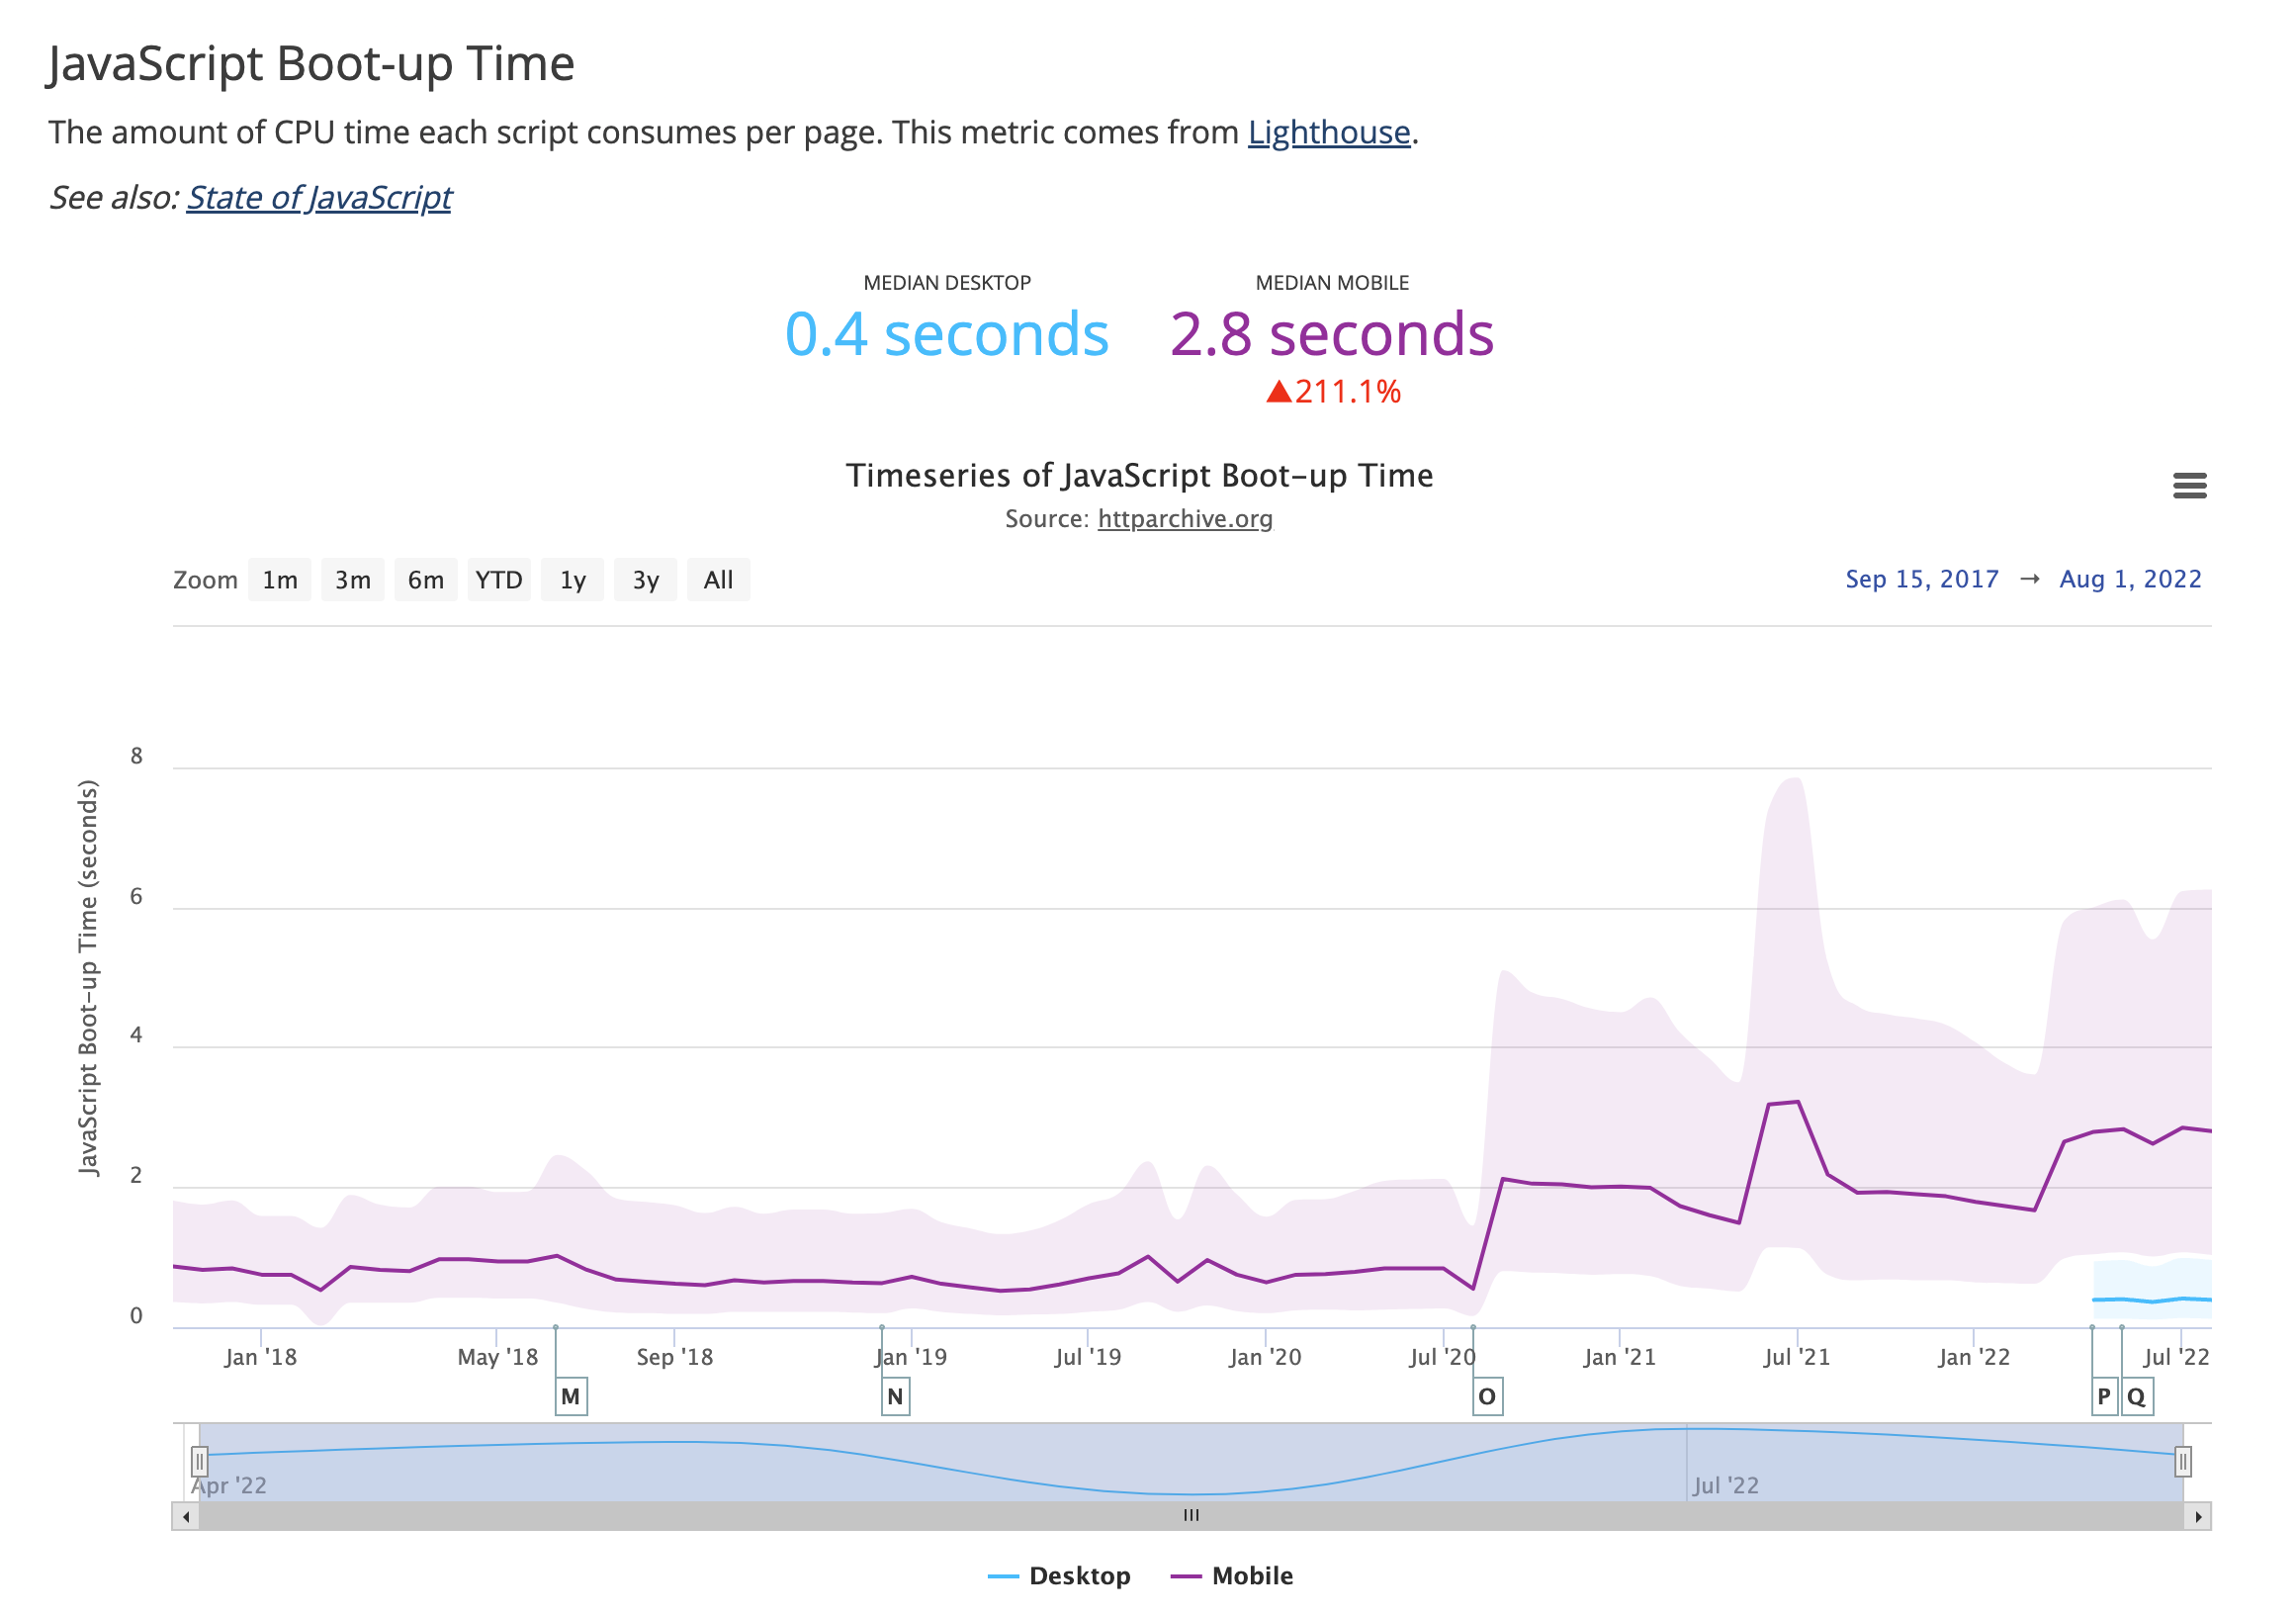 JavaScript Boot-up Time
The amount of CPU time each script consumes per page. This metric comes from Lighthouse.
See also: State of JavaScript
MEDIAN DESKTOP
0.4 seconds
MEDIAN MOBILE
2.8 seconds
▲211.1%
Timeseries of JavaScript Boot-up Time
Source: httparchive.org
Zoom 1m 3m 6m YTD 1y 3y All
Sep 15, 2017 → Aug 1, 2022
JavaScript Boot-up Time (seconds)
8
6
4
2
0
Jan '18 May '18 Sep '18 Jan '19 Jul '19 Jan '20 Jul '20 Jan '21 Jul '21 Jan '22 Jul '22
M N O P Q
Apr '22 Jul '22
Desktop Mobile